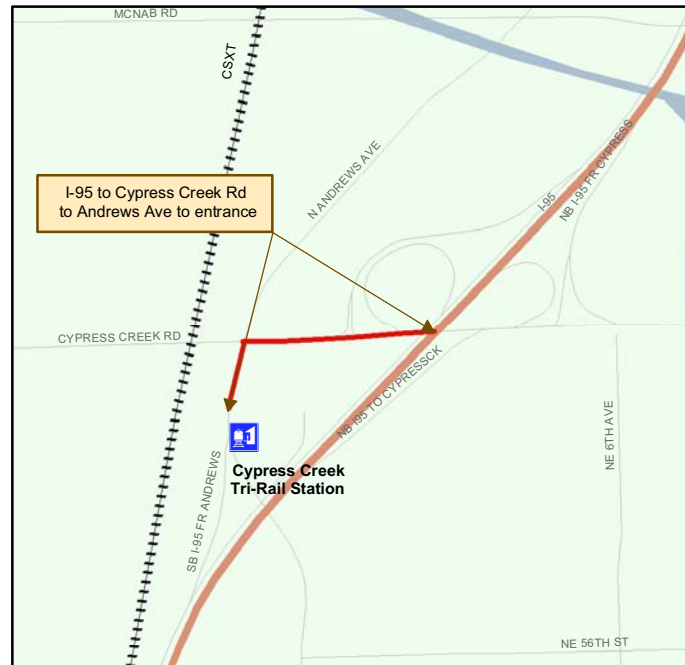 MCNAB RD
CSXT
N ANDREWS AVE
I-95 to Cypress Creek Rd
to Andrews Ave to entrance
I-95
NB I-95 FR CYPRESS
CYPRESS CREEK RD
NB I95 TO CYPRESSCK
NE 6TH AVE
Cypress Creek
Tri-Rail Station
SB I-95 FR ANDREWS
NE 56TH ST